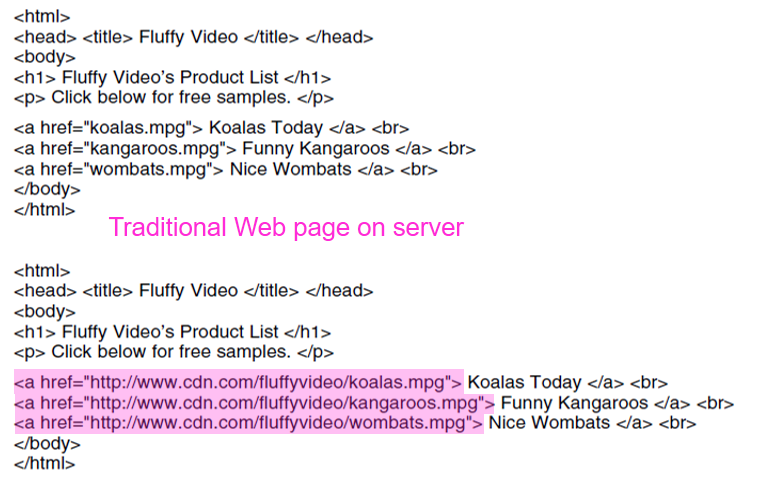 <html>
<head> <title> Fluffy Video </title> </head>
<body>
<h1> Fluffy Video’s Product List </h1>
<p> Click below for free samples. </p>
<a href="koalas.mpg"> Koalas Today </a> <br>
<a href="kangaroos.mpg"> Funny Kangaroos </a> <br>
<a href="wombats.mpg"> Nice Wombats </a> <br>
</body>
</html>
Traditional Web page on server
<html>
<head> <title> Fluffy Video </title> </head>
<body>
<h1> Fluffy Video’s Product List </h1>
<p> Click below for free samples. </p>
<a href="http://www.cdn.com/fluffyvideo/koalas.mpg"> Koalas Today </a> <br>
<a href="http://www.cdn.com/fluffyvideo/kangaroos.mpg"> Funny Kangaroos </a> <br>
<a href="http://www.cdn.com/fluffyvideo/wombats.mpg"> Nice Wombats </a> <br>
</body>
</html>